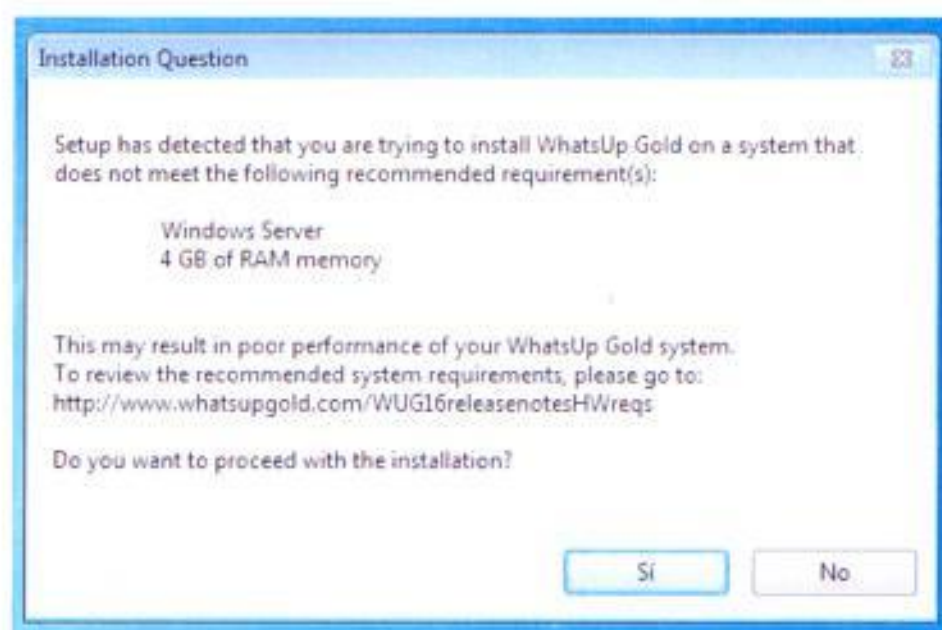 Installation Question
Setup has detected that you are trying to install WhatsUp Gold on a system that
does not meet the following recommended requirement(s):
Windows Server
4 GB of RAM memory
This may result in poor performance of your WhatsUp Gold system.
To review the recommended system requirements, please go to:
http://www.whatsupgold.com/WUG16releasenotesHWreqs
Do you want to proceed with the installation?
Sí
No